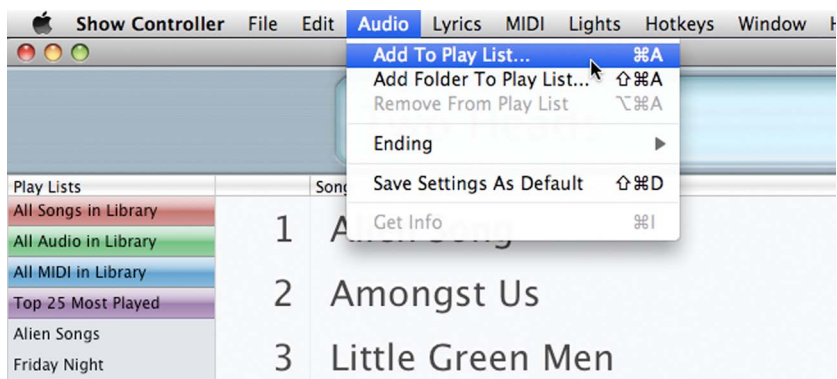 Show Controller File Edit Audio Lyrics MIDI Lights Hotkeys Window
Add To Play List... ⌘A
Add Folder To Play List... ⇧⌘A
Remove From Play List ⌥⌘A
Ending
Save Settings As Default ⇧⌘D
Get Info ⌘I
Play Lists
Song
All Songs in Library
All Audio in Library
All MIDI in Library
Top 25 Most Played
Alien Songs
Friday Night
1 Alien Song
2 Amongst Us
3 Little Green Men